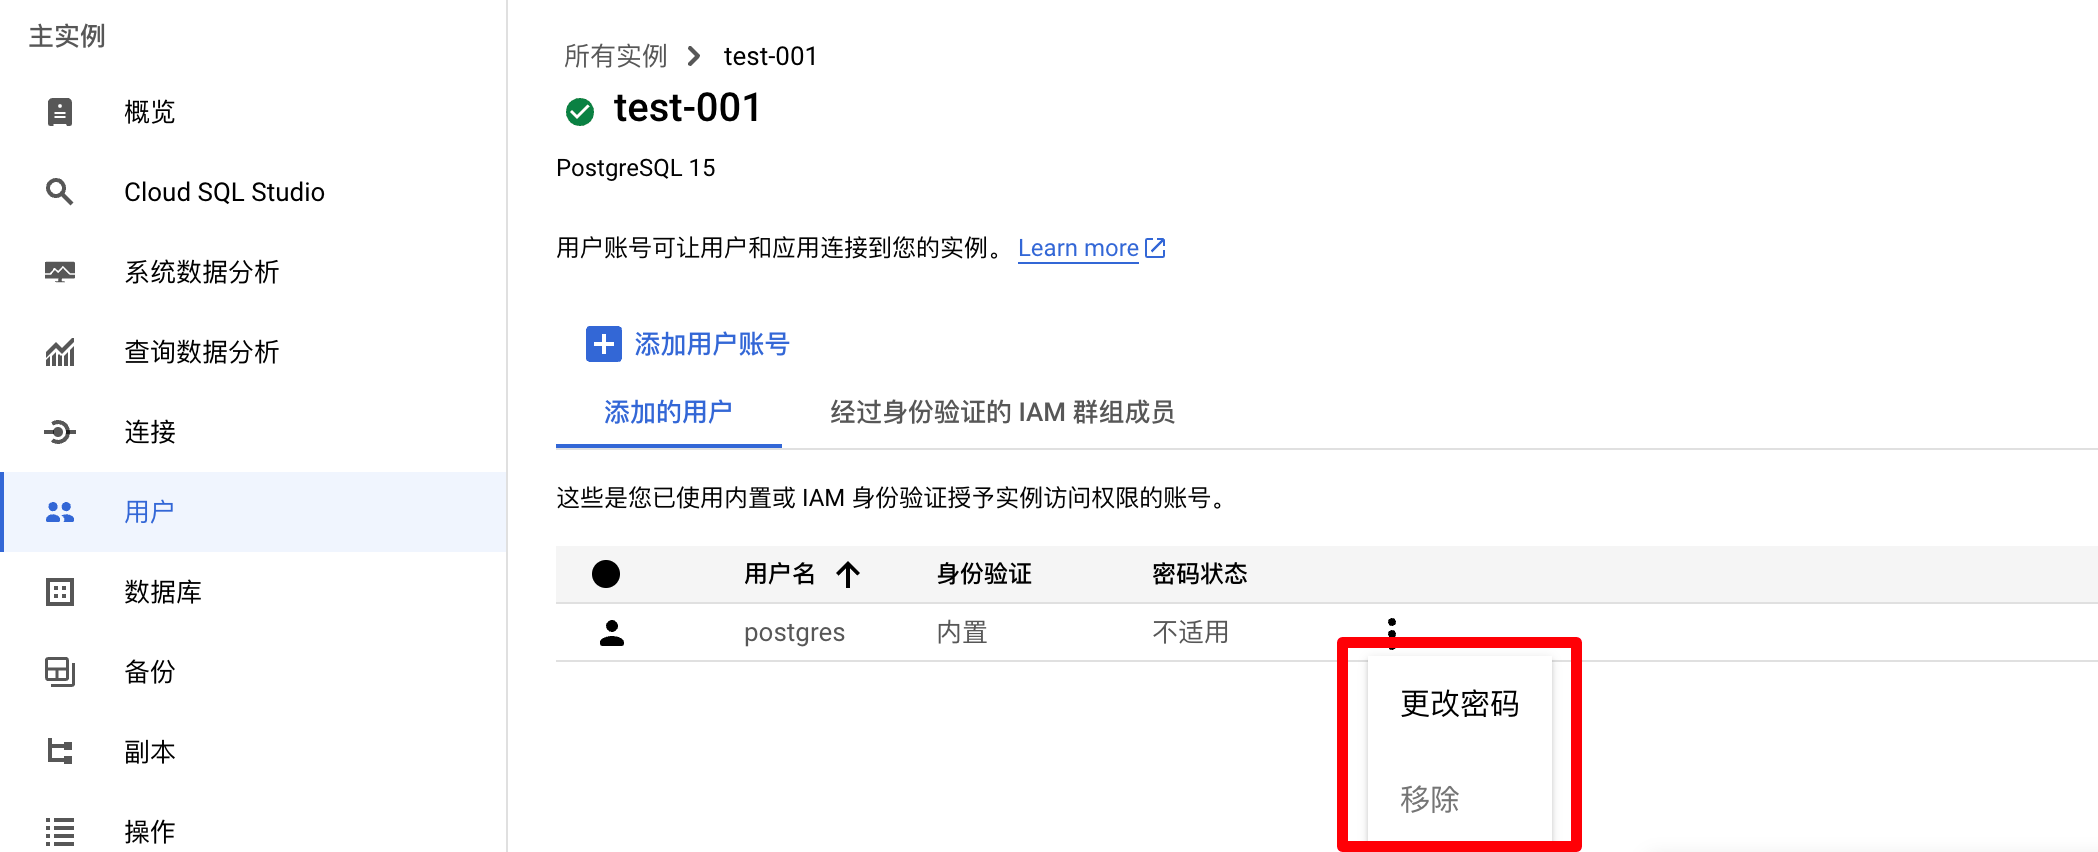 主实例
概览
Cloud SQL Studio
系统数据分析
查询数据分析
连接
用户
数据库
备份
副本
操作
所有实例 test-001
test-001
PostgreSQL 15
用户账号可让用户和应用连接到您的实例。 Learn more
添加用户账号
添加的用户 经过身份验证的 IAM 群组成员
这些是您已使用内置或 IAM 身份验证授予实例访问权限的账号。
用户名 身份验证 密码状态
postgres 内置 不适用
更改密码
移除